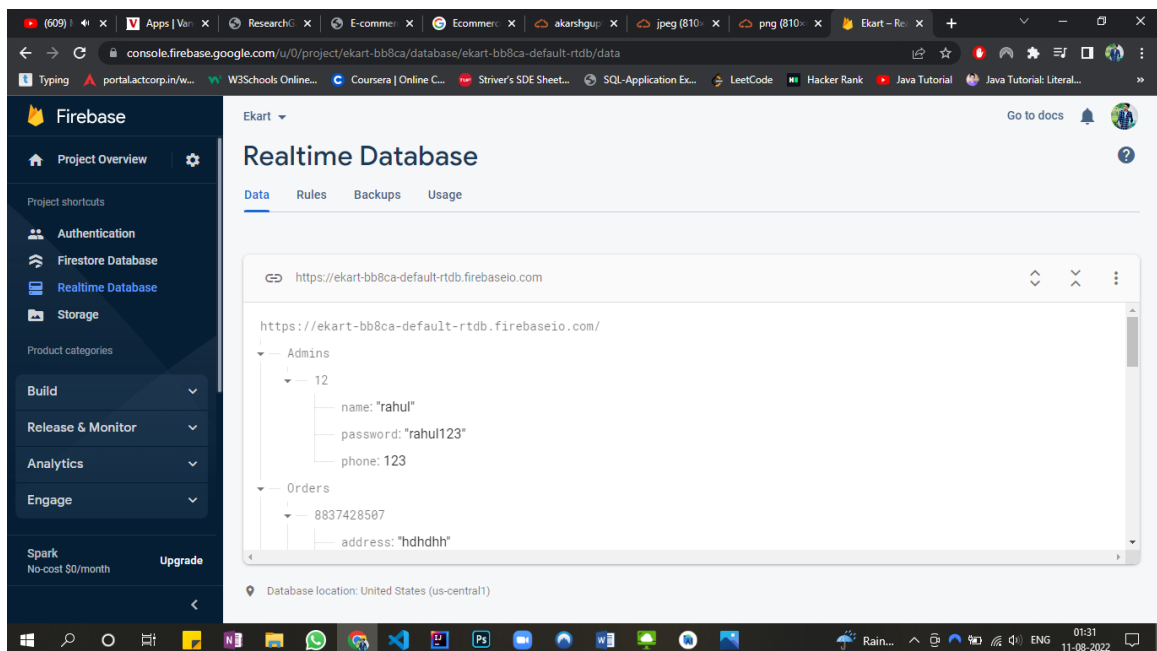 (609) M
Apps | Van
ResearchG
E-commer
Ecommerc
akarshgup
jpeg (810×
png (810×
Ekart – Rea
console.firebase.google.com/u/0/project/ekart-bb8ca/database/ekart-bb8ca-default-rtdb/data
Typing
portal.actcorp.in/w...
W3Schools Online...
Coursera | Online C...
Striver's SDE Sheet...
SQL-Application Ex...
LeetCode
Hacker Rank
Java Tutorial
Java Tutorial: Literal...
»
Firebase
Project Overview
Project shortcuts
Authentication
Firestore Database
Realtime Database
Storage
Product categories
Build
Release & Monitor
Analytics
Engage
Spark
No-cost $0/month
Upgrade
Ekart
Go to docs
Realtime Database
Data Rules Backups Usage
https://ekart-bb8ca-default-rtdb.firebaseio.com
https://ekart-bb8ca-default-rtdb.firebaseio.com/
Admins
12
name: "rahul"
password: "rahul123"
phone: 123
Orders
8837428507
address: "hdhdhh"
Database location: United States (us-central1)
Rain...
ENG
01:31
11-08-2022